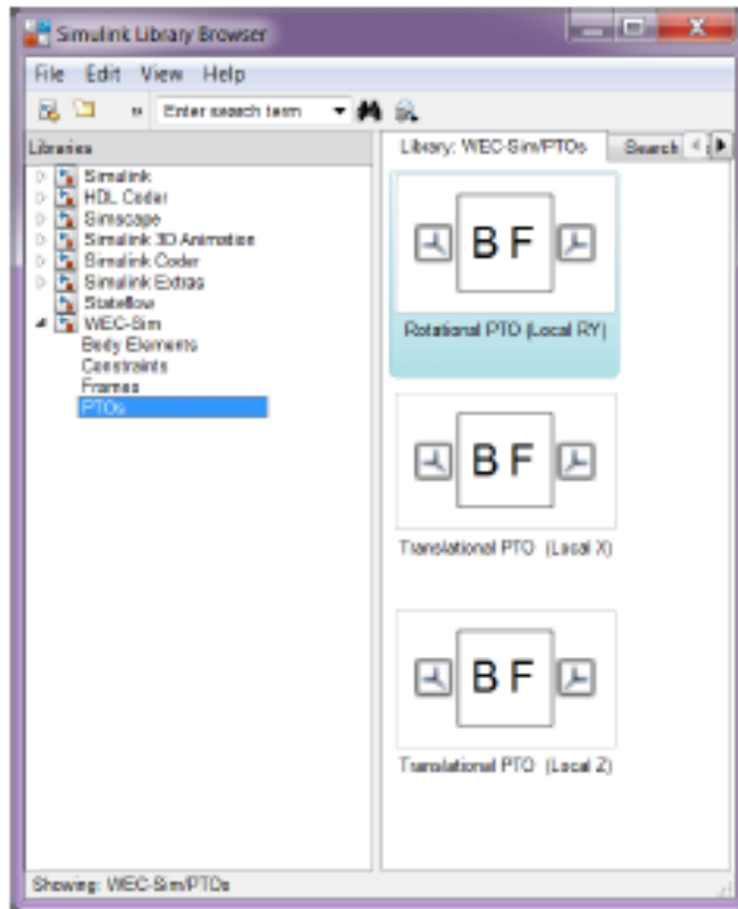 Simulink Library Browser
File Edit View Help
» Enter search term
Libraries
Library: WEC-Sim/PTOs Search
Simulink
HDL Coder
Simscape
Simulink 3D Animation
Simulink Coder
Simulink Extras
Stateflow
WEC-Sim
Body Elements
Constraints
Frames
PTOs
B F
Rotational PTO (Local RY)
B F
Translational PTO (Local X)
B F
Translational PTO (Local Z)
Showing: WEC-Sim/PTOs